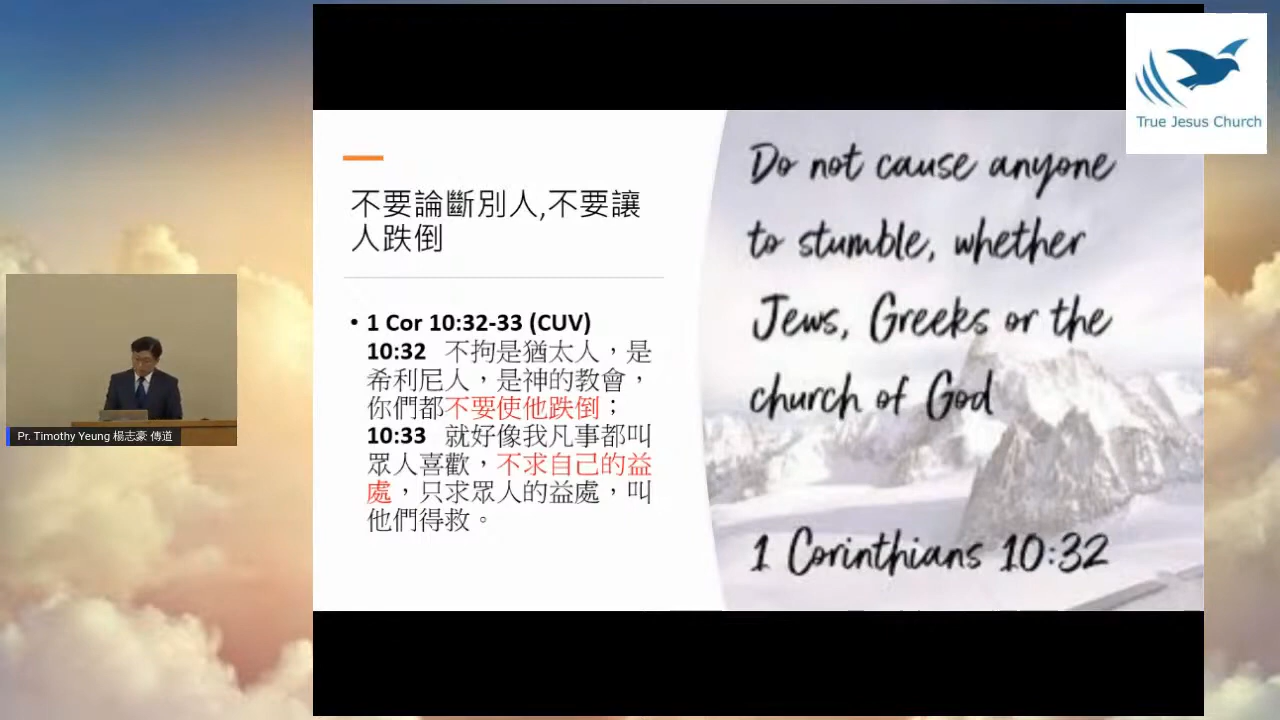 不要論斷別人,不要讓
人跌倒
• 1 Cor 10:32-33 (CUV)
10:32 不拘是猶太人，是
希利尼人，是神的教會，
你們都不要使他跌倒；
10:33 就好像我凡事都叫
眾人喜歡，不求自己的益
處，只求眾人的益處，叫
他們得救。
Do not cause anyone
to stumble, whether
Jews, Greeks or the
church of God
1 Corinthians 10:32
True Jesus Church
Pr. Timothy Yeung 楊志豪 傳道